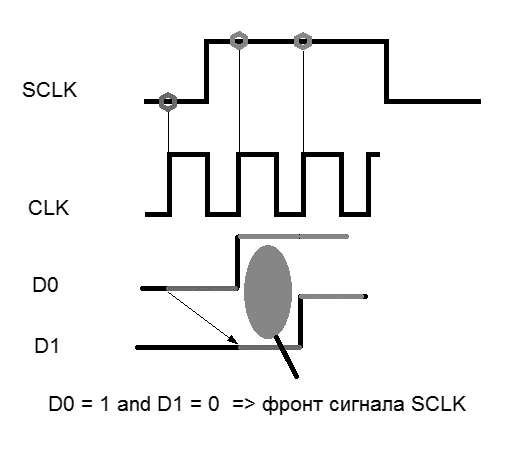 SCLK
CLK
D0
D1
D0 = 1 and D1 = 0 => фронт сигнала SCLK